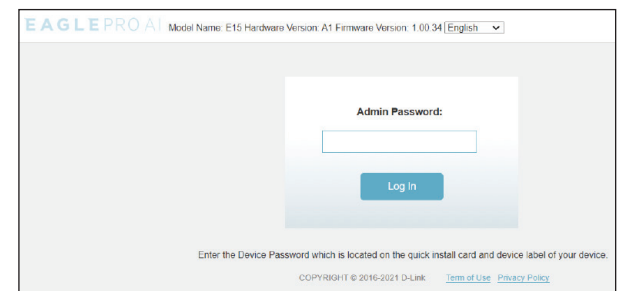 EAGLE PRO AI Model Name: E15 Hardware Version: A1 Firmware Version: 1.00.34 English
Admin Password:
Log In
Enter the Device Password which is located on the quick install card and device label of your device.
COPYRIGHT © 2016-2021 D-Link Term of Use Privacy Policy